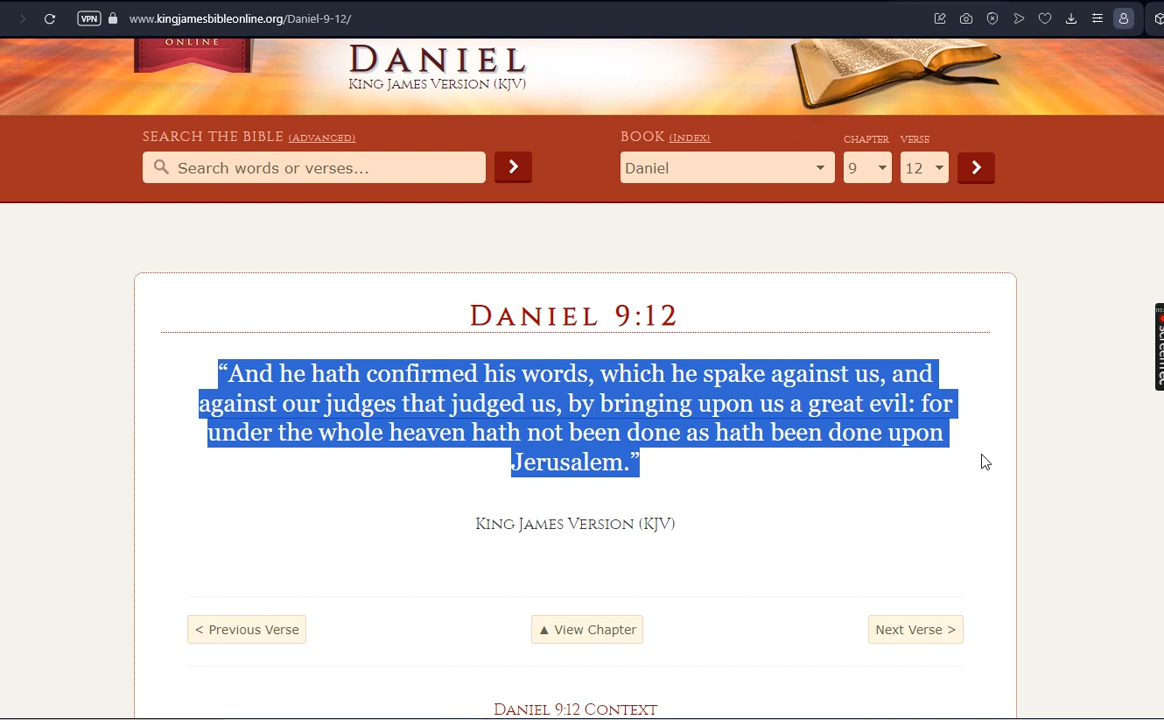 VPN
www.kingjamesbibleonline.org/Daniel-9-12/
ONLINE
DANIEL
KING JAMES VERSION (KJV)
SEARCH THE BIBLE (ADVANCED)
BOOK (INDEX)
CHAPTER
VERSE
Search words or verses...
Daniel
9
12
DANIEL 9:12
“And he hath confirmed his words, which he spake against us, and
against our judges that judged us, by bringing upon us a great evil: for
under the whole heaven hath not been done as hath been done upon
Jerusalem.”
KING JAMES VERSION (KJV)
< Previous Verse
▲ View Chapter
Next Verse >
DANIEL 9:12 CONTEXT